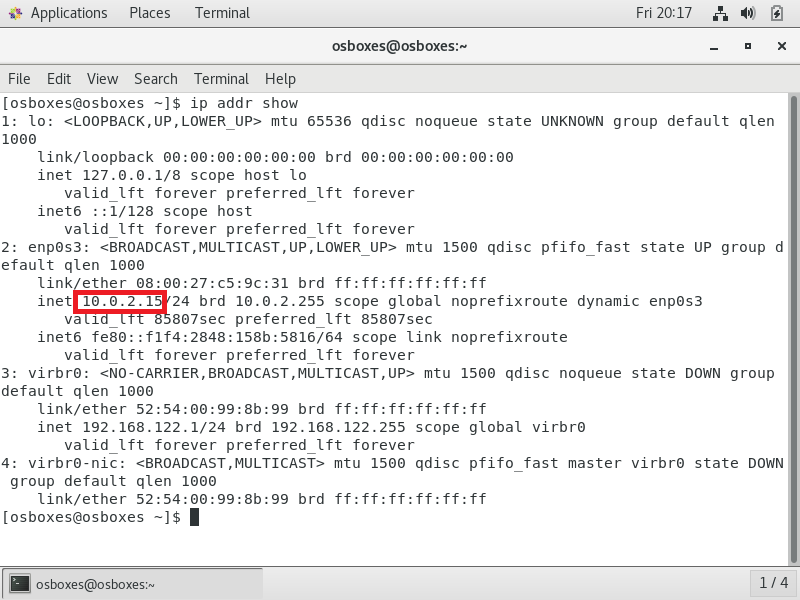 Applications Places Terminal Fri 20:17
osboxes@osboxes:~
File Edit View Search Terminal Help
[osboxes@osboxes ~]$ ip addr show
1: lo: <LOOPBACK,UP,LOWER_UP> mtu 65536 qdisc noqueue state UNKNOWN group default qlen
1000
    link/loopback 00:00:00:00:00:00 brd 00:00:00:00:00:00
    inet 127.0.0.1/8 scope host lo
       valid_lft forever preferred_lft forever
    inet6 ::1/128 scope host
       valid_lft forever preferred_lft forever
2: enp0s3: <BROADCAST,MULTICAST,UP,LOWER_UP> mtu 1500 qdisc pfifo_fast state UP group d
efault qlen 1000
    link/ether 08:00:27:c5:9c:31 brd ff:ff:ff:ff:ff:ff
    inet 10.0.2.15/24 brd 10.0.2.255 scope global noprefixroute dynamic enp0s3
       valid_lft 85807sec preferred_lft 85807sec
    inet6 fe80::f1f4:2848:158b:5816/64 scope link noprefixroute
       valid_lft forever preferred_lft forever
3: virbr0: <NO-CARRIER,BROADCAST,MULTICAST,UP> mtu 1500 qdisc noqueue state DOWN group
default qlen 1000
    link/ether 52:54:00:99:8b:99 brd ff:ff:ff:ff:ff:ff
    inet 192.168.122.1/24 brd 192.168.122.255 scope global virbr0
       valid_lft forever preferred_lft forever
4: virbr0-nic: <BROADCAST,MULTICAST> mtu 1500 qdisc pfifo_fast master virbr0 state DOWN
 group default qlen 1000
    link/ether 52:54:00:99:8b:99 brd ff:ff:ff:ff:ff:ff
[osboxes@osboxes ~]$
osboxes@osboxes:~ 1 / 4